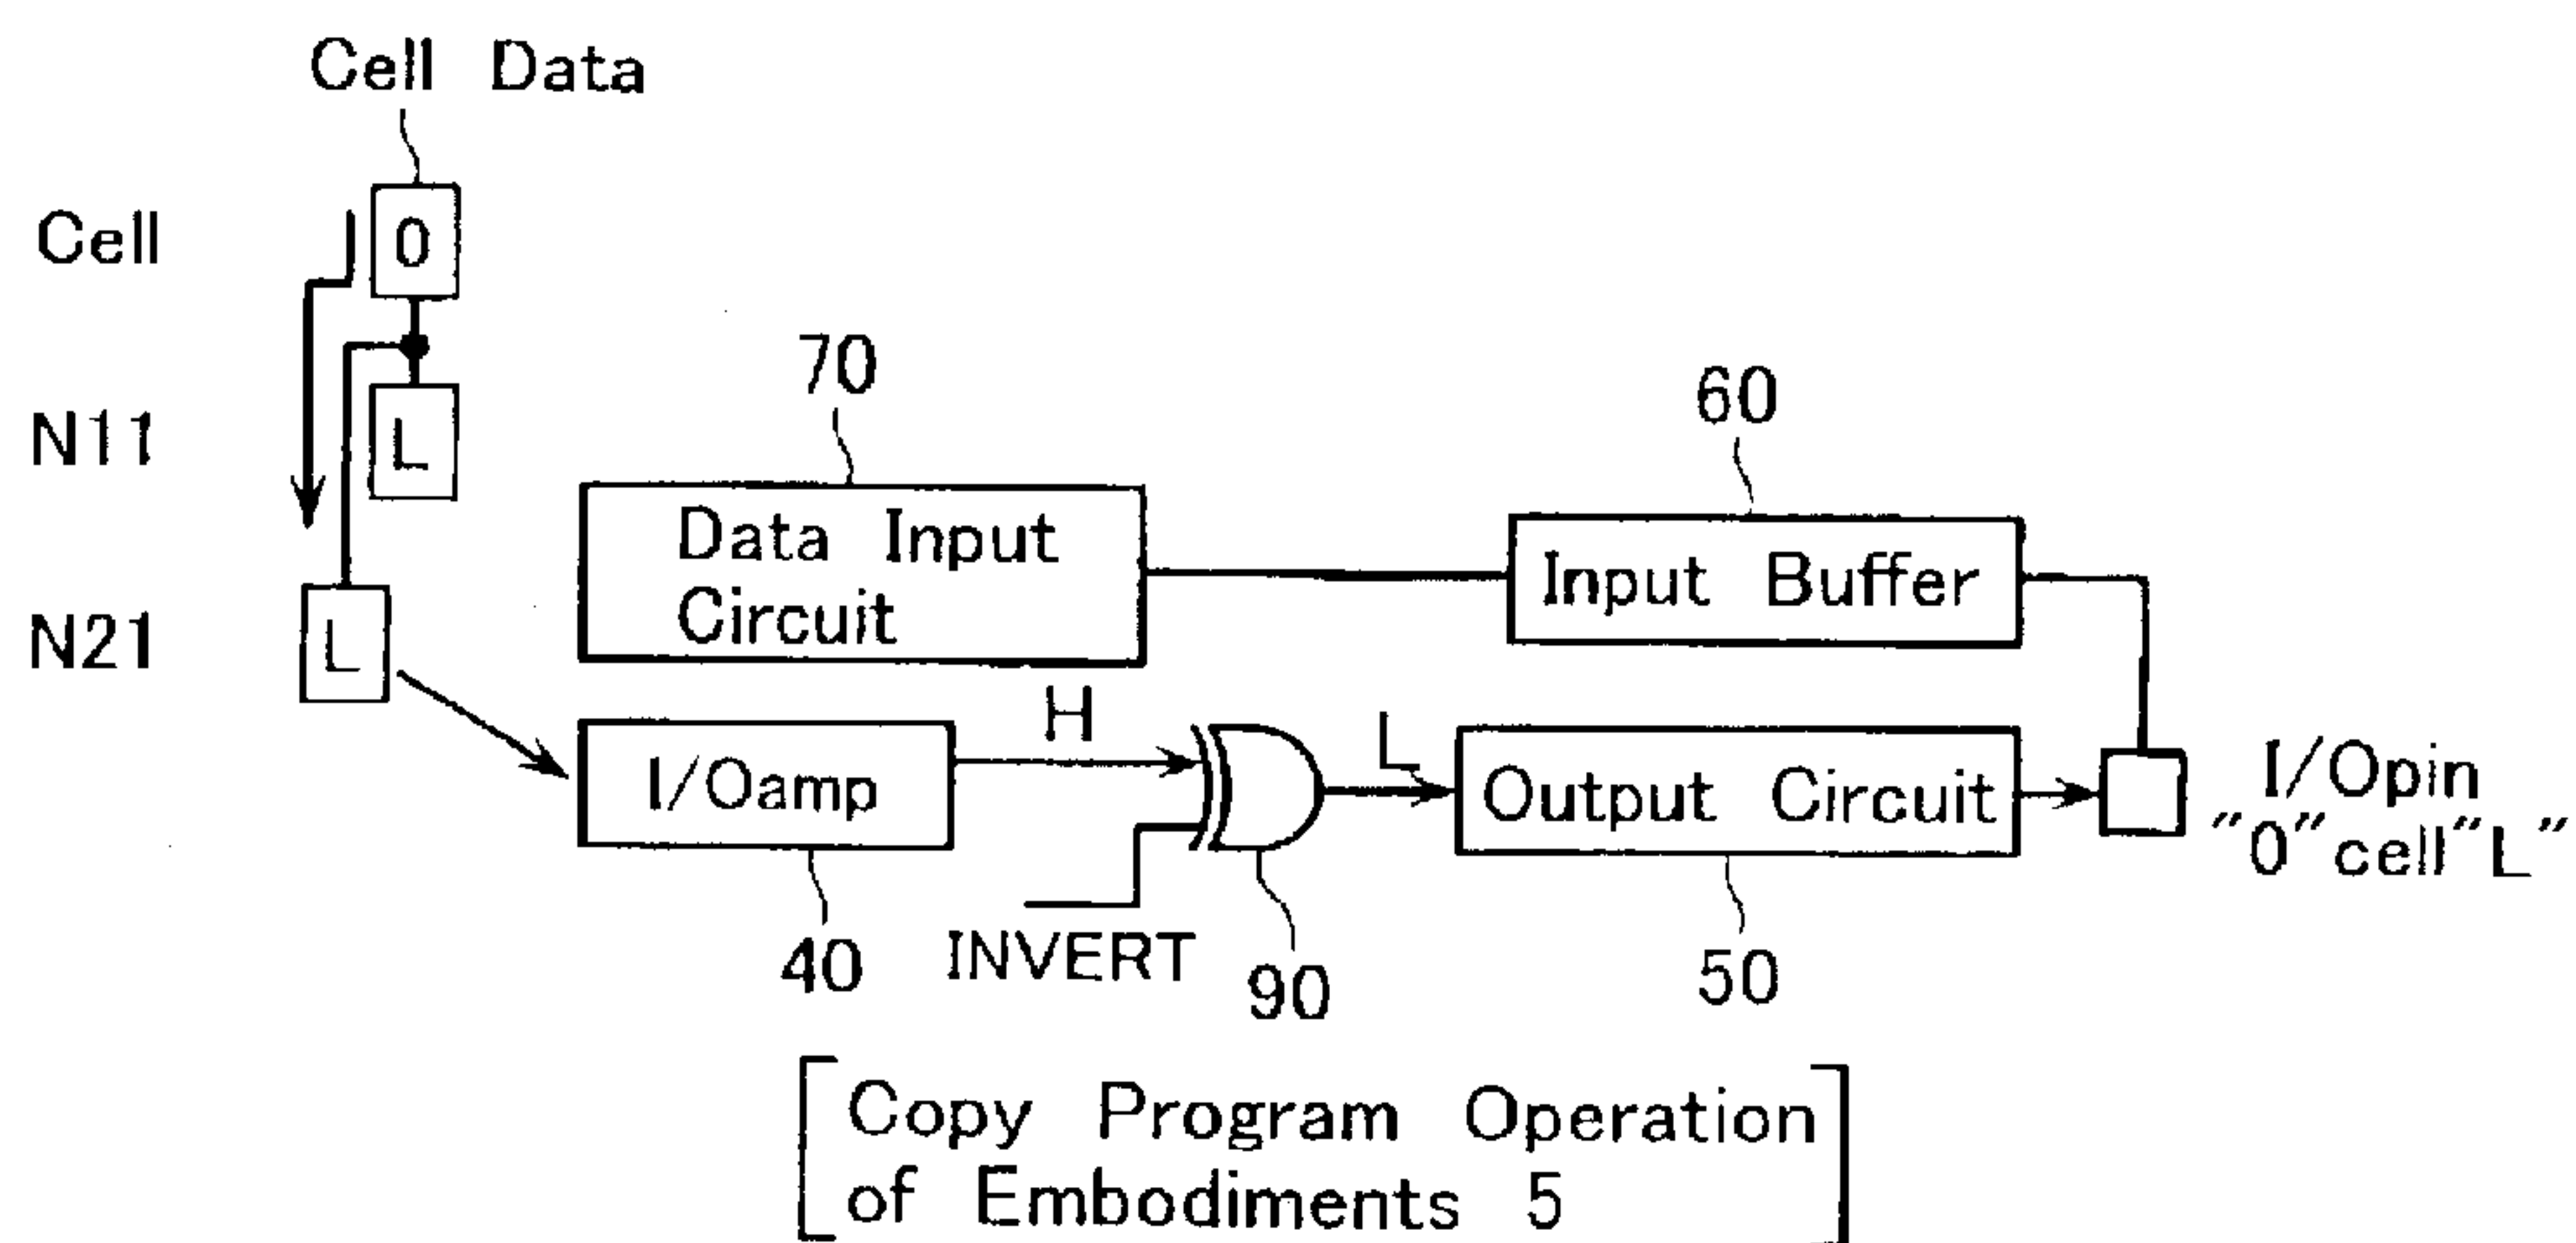 Cell Data
Cell
0
N11
L
N21
L
70
Data Input
Circuit
60
Input Buffer
I/Oamp
H
L
Output Circuit
I/Opin
"0"cell"L"
40
INVERT
90
50
Copy Program Operation
of Embodiments 5